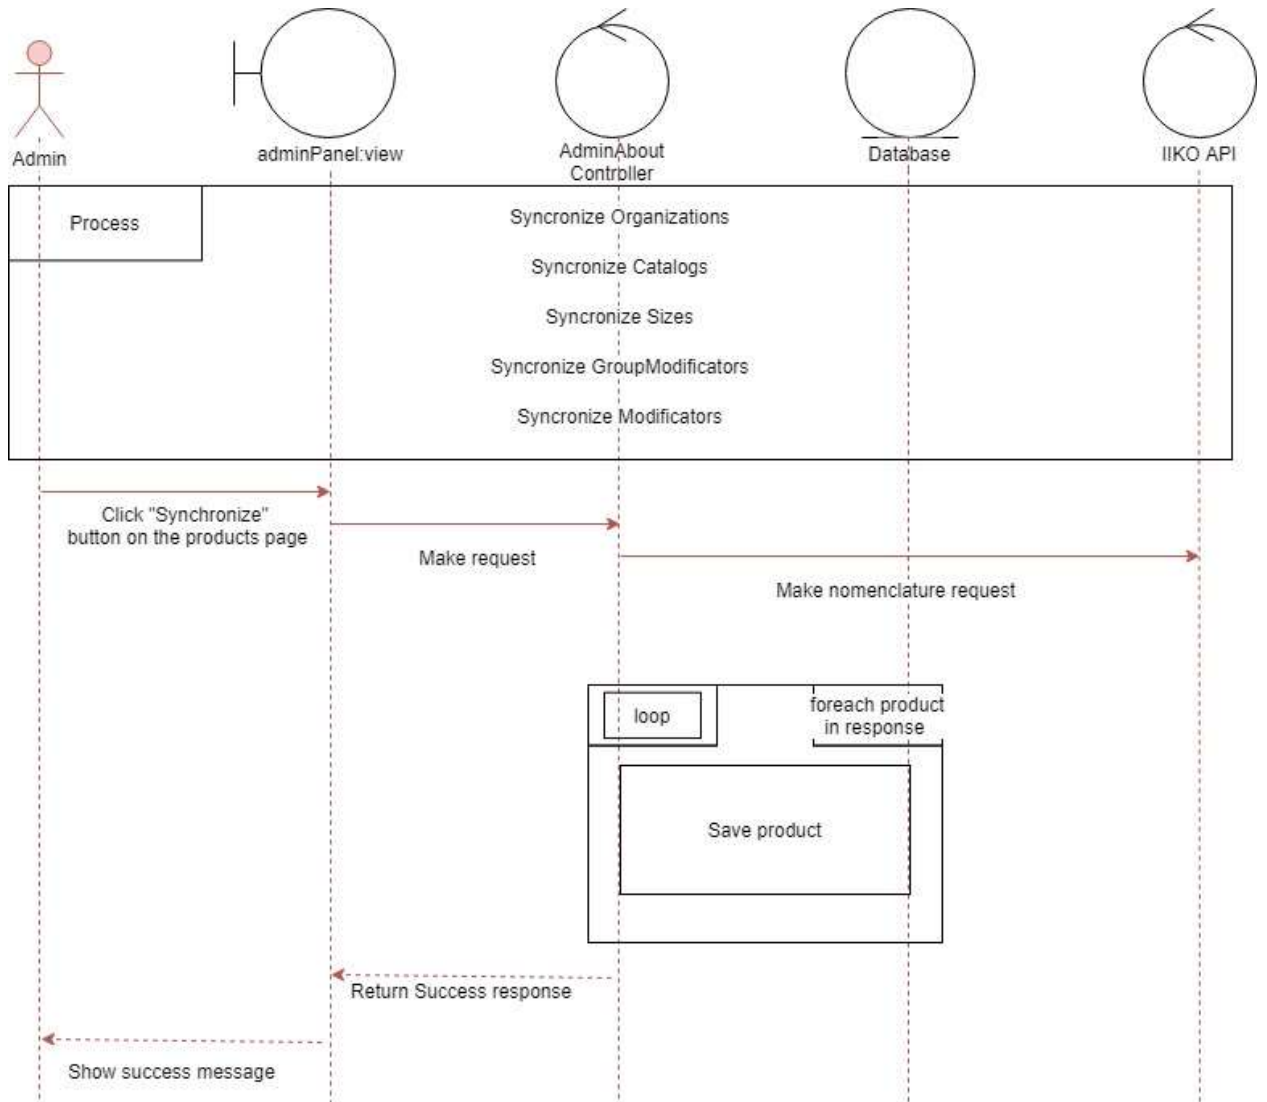 Admin
adminPanel:view
AdminAbout
Controller
Database
IIKO API
Process
Syncronize Organizations
Syncronize Catalogs
Syncronize Sizes
Syncronize GroupModificators
Syncronize Modificators
Click "Synchronize"
button on the products page
Make request
Make nomenclature request
loop
foreach product
in response
Save product
Return Success response
Show success message